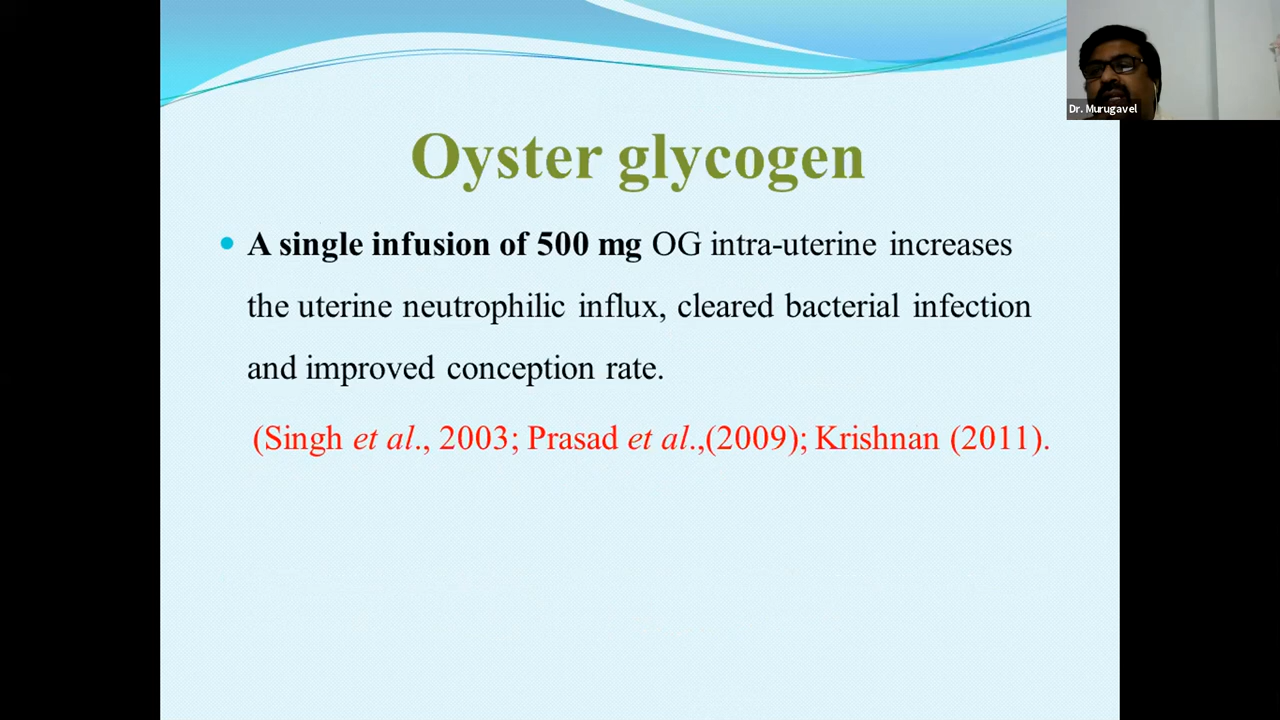 Dr. Murugavel
Oyster glycogen
• A single infusion of 500 mg OG intra-uterine increases
the uterine neutrophilic influx, cleared bacterial infection
and improved conception rate.
(Singh et al., 2003; Prasad et al.,(2009); Krishnan (2011).